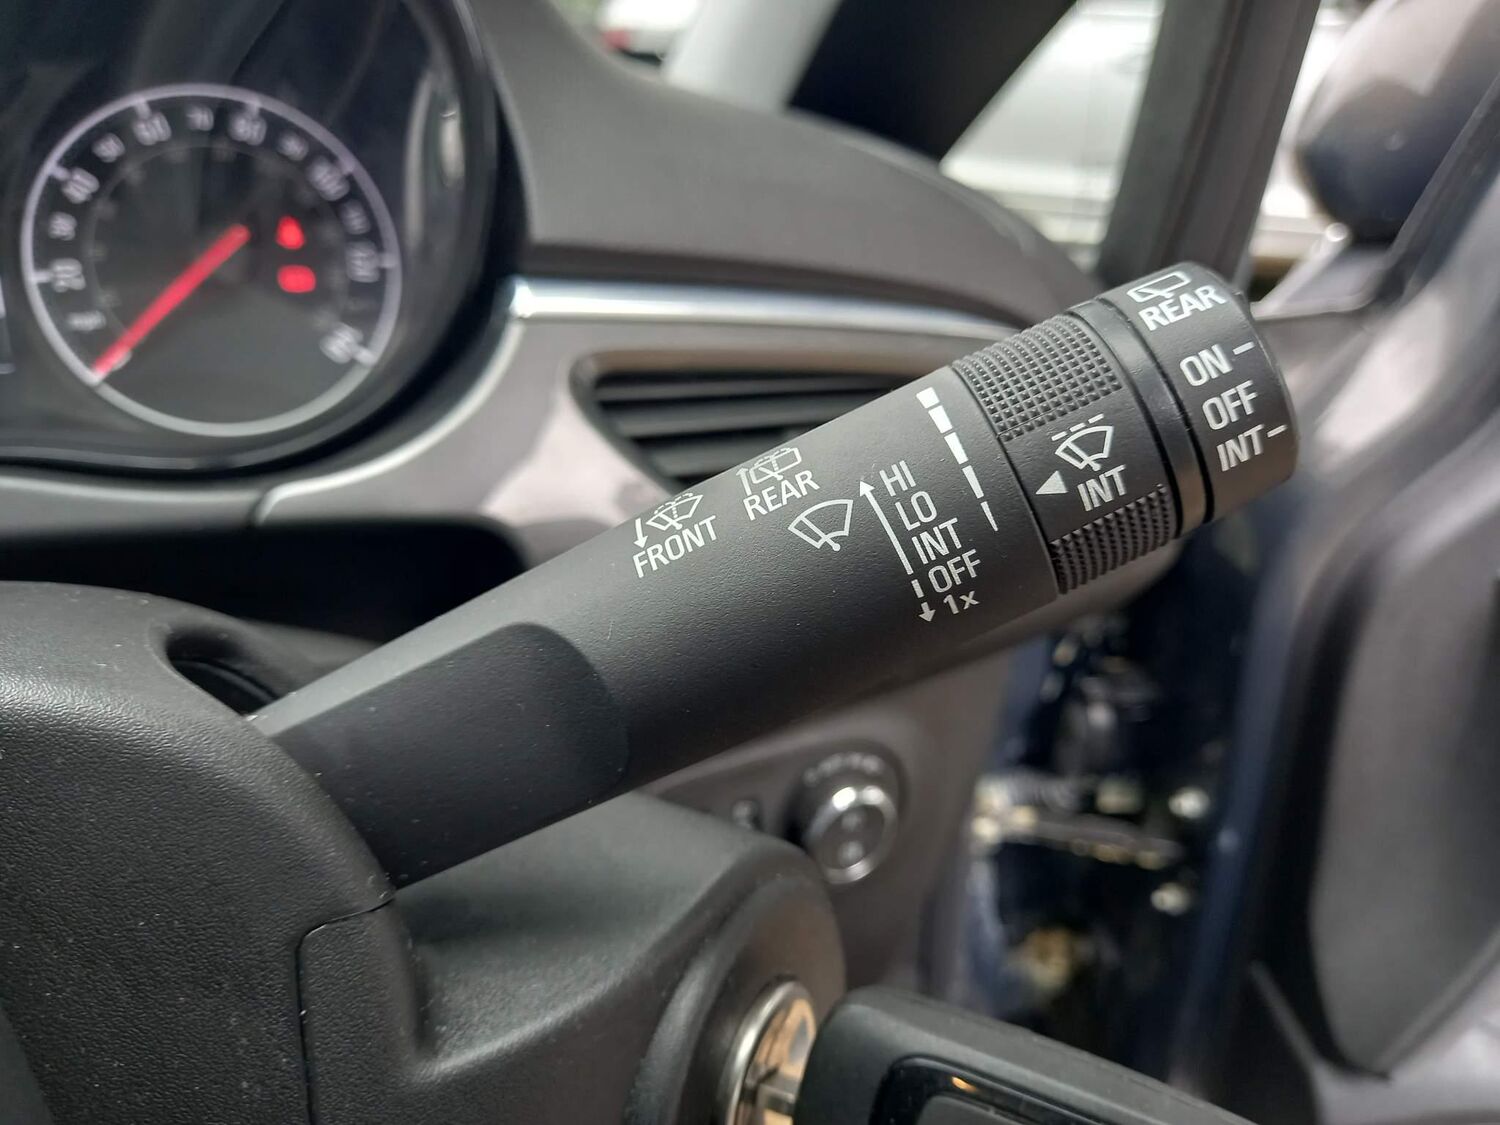 REAR
ON
OFF
INT
INT
HI
LO
INT
OFF
1x
REAR
FRONT